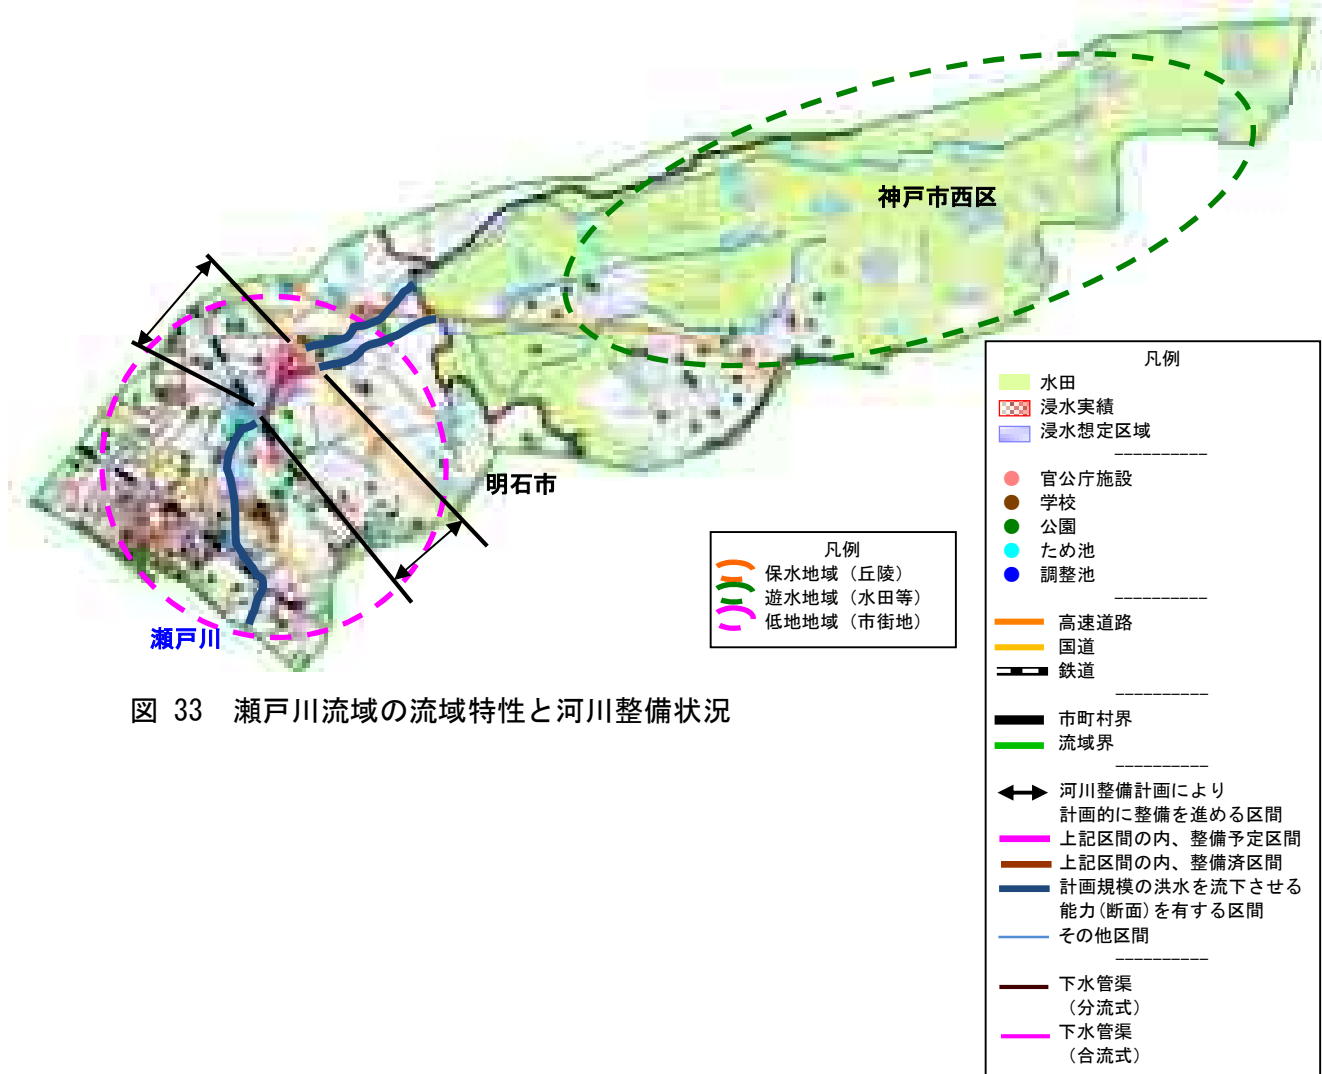 神戸市西区
明石市
瀬戸川
図 33 瀬戸川流域の流域特性と河川整備状況
凡例
保水地域（丘陵）
遊水地域（水田等）
低地地域（市街地）
凡例
水田
浸水実績
浸水想定区域
----------
官公庁施設
学校
公園
ため池
調整池
----------
高速道路
国道
鉄道
----------
市町村界
流域界
----------
河川整備計画により
計画的に整備を進める区間
上記区間の内、整備予定区間
上記区間の内、整備済区間
計画規模の洪水を流下させる
能力(断面)を有する区間
その他区間
----------
下水管渠
（分流式）
下水管渠
（合流式）